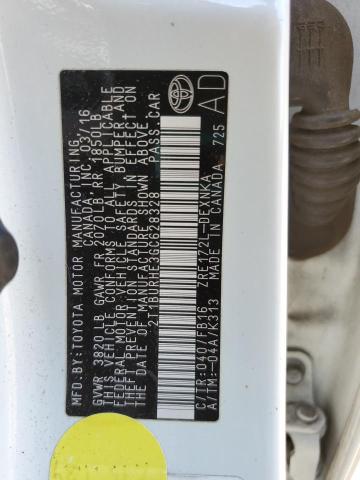 MFD.BY: TOYOTA MOTOR MANUFACTURING,
CANADA, INC. 03/16
GVWR 3820LB GAWR FR 2070LB RR 1850LB
THIS VEHICLE CONFORMS TO ALL APPLICABLE
FEDERAL MOTOR VEHICLE SAFETY, BUMPER, AND
THEFT PREVENTION STANDARDS IN EFFECT ON
THE DATE OF MANUFACTURE SHOWN ABOVE.
2T1BURHE3GC628328 PASS.CAR
C/TR:040/FB16 ZRE172L-DEXNKA
A/TM:-04A/K313 MADE IN CANADA 725
AD